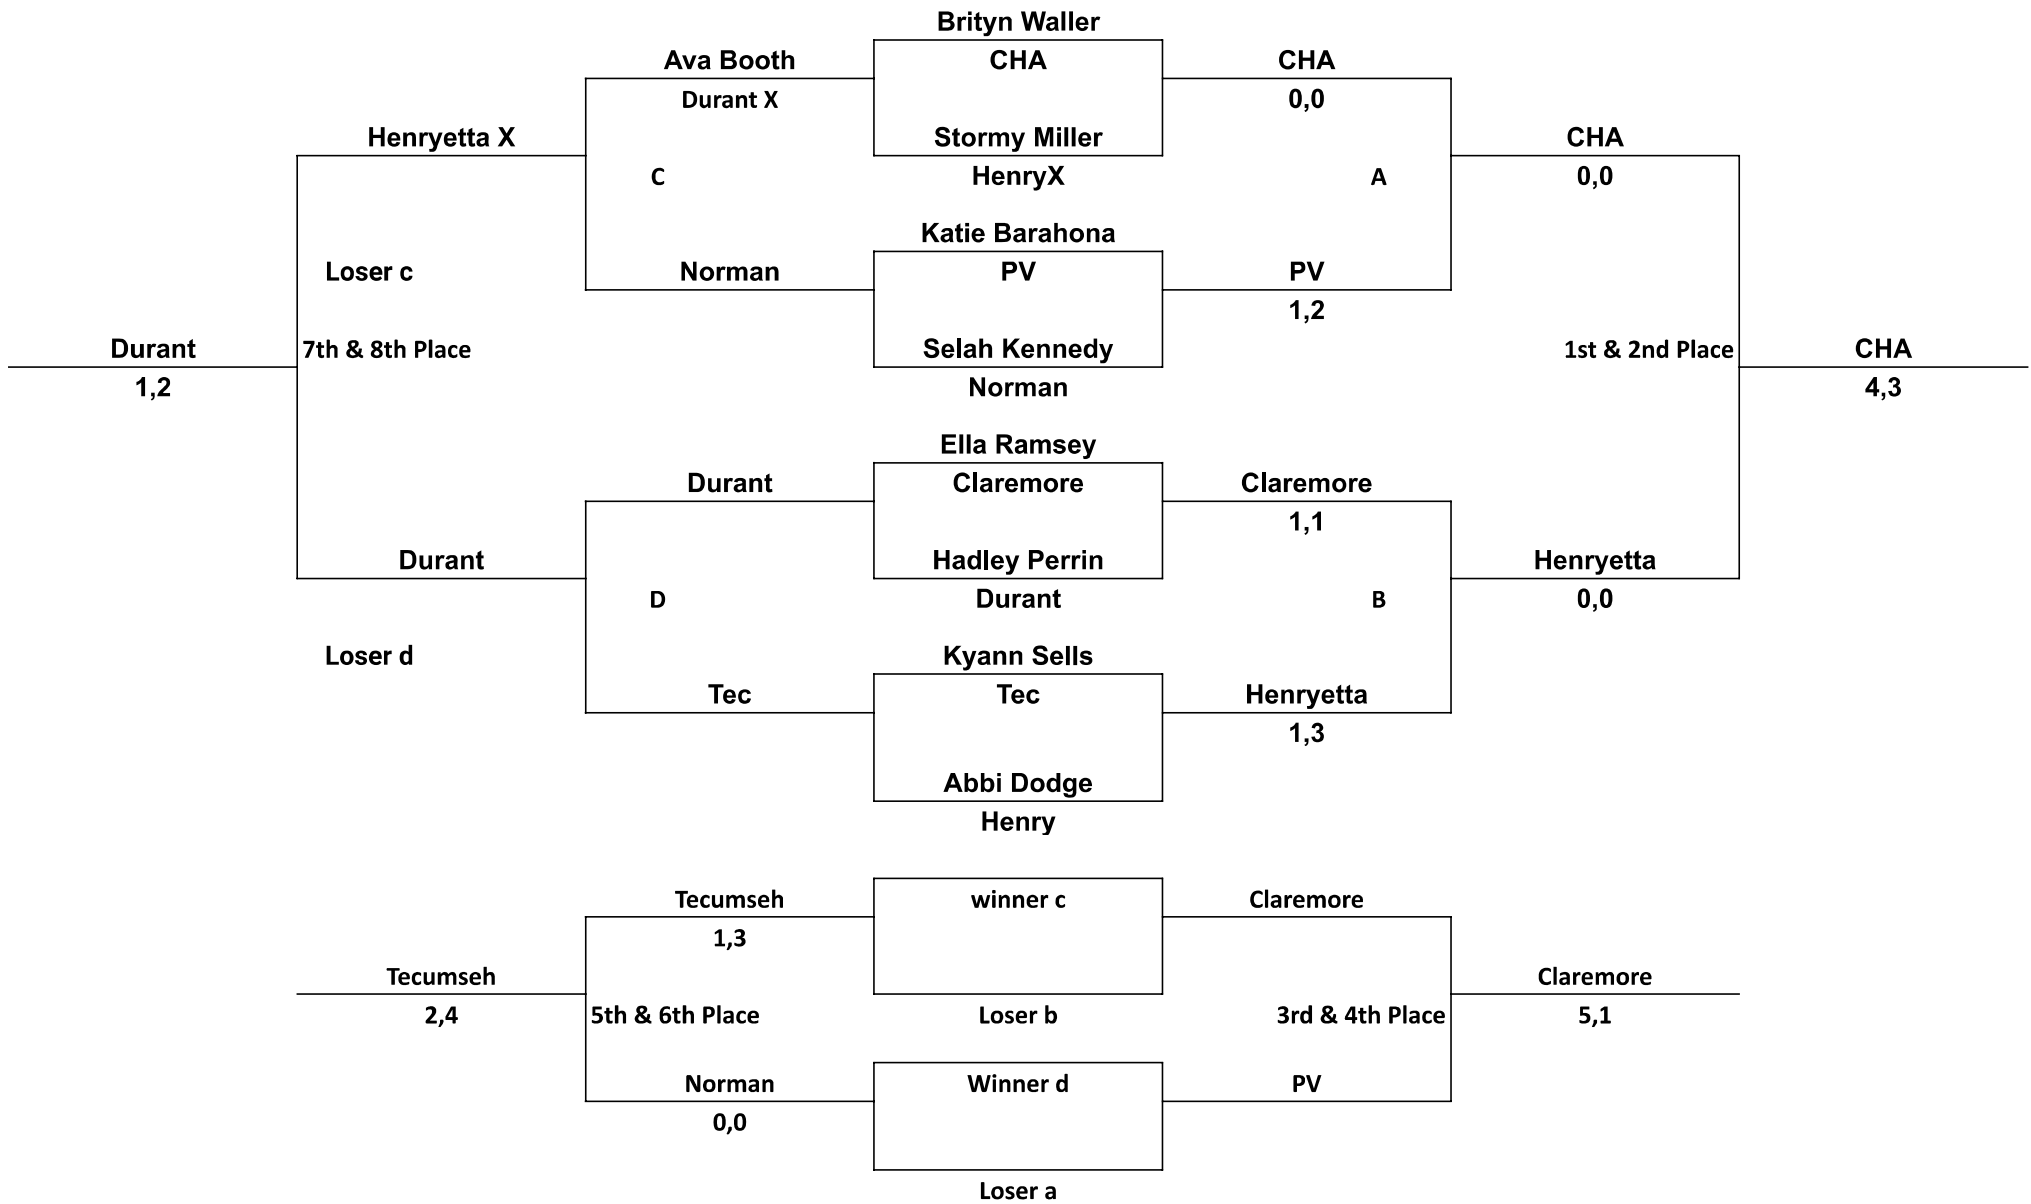 Brityn Waller
Ava Booth
CHA
CHA
Durant X
0,0
Henryetta X
Stormy Miller
CHA
C
HenryX
A
0,0
Katie Barahona
Loser c
Norman
PV
PV
1,2
Durant
7th & 8th Place
Selah Kennedy
1st & 2nd Place
CHA
1,2
Norman
4,3
Ella Ramsey
Durant
Claremore
Claremore
1,1
Durant
Hadley Perrin
Henryetta
D
Durant
B
0,0
Loser d
Kyann Sells
Tec
Tec
Henryetta
1,3
Abbi Dodge
Henry
Tecumseh
winner c
Claremore
1,3
Tecumseh
Claremore
2,4
5th & 6th Place
Loser b
3rd & 4th Place
5,1
Norman
Winner d
PV
0,0
Loser a